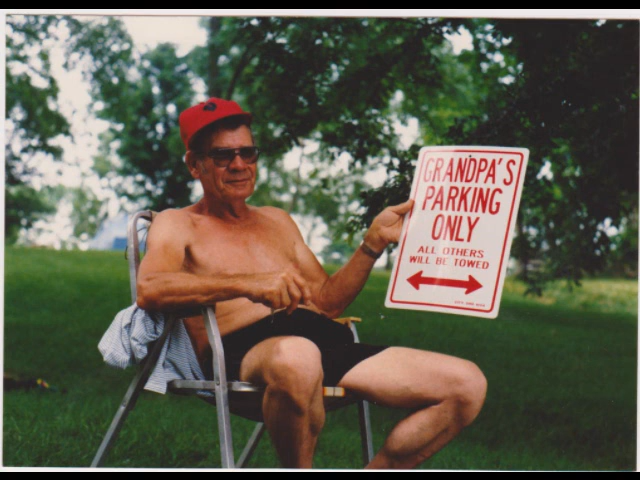 GRANDPA'S
PARKING
ONLY
ALL OTHERS
WILL BE TOWED